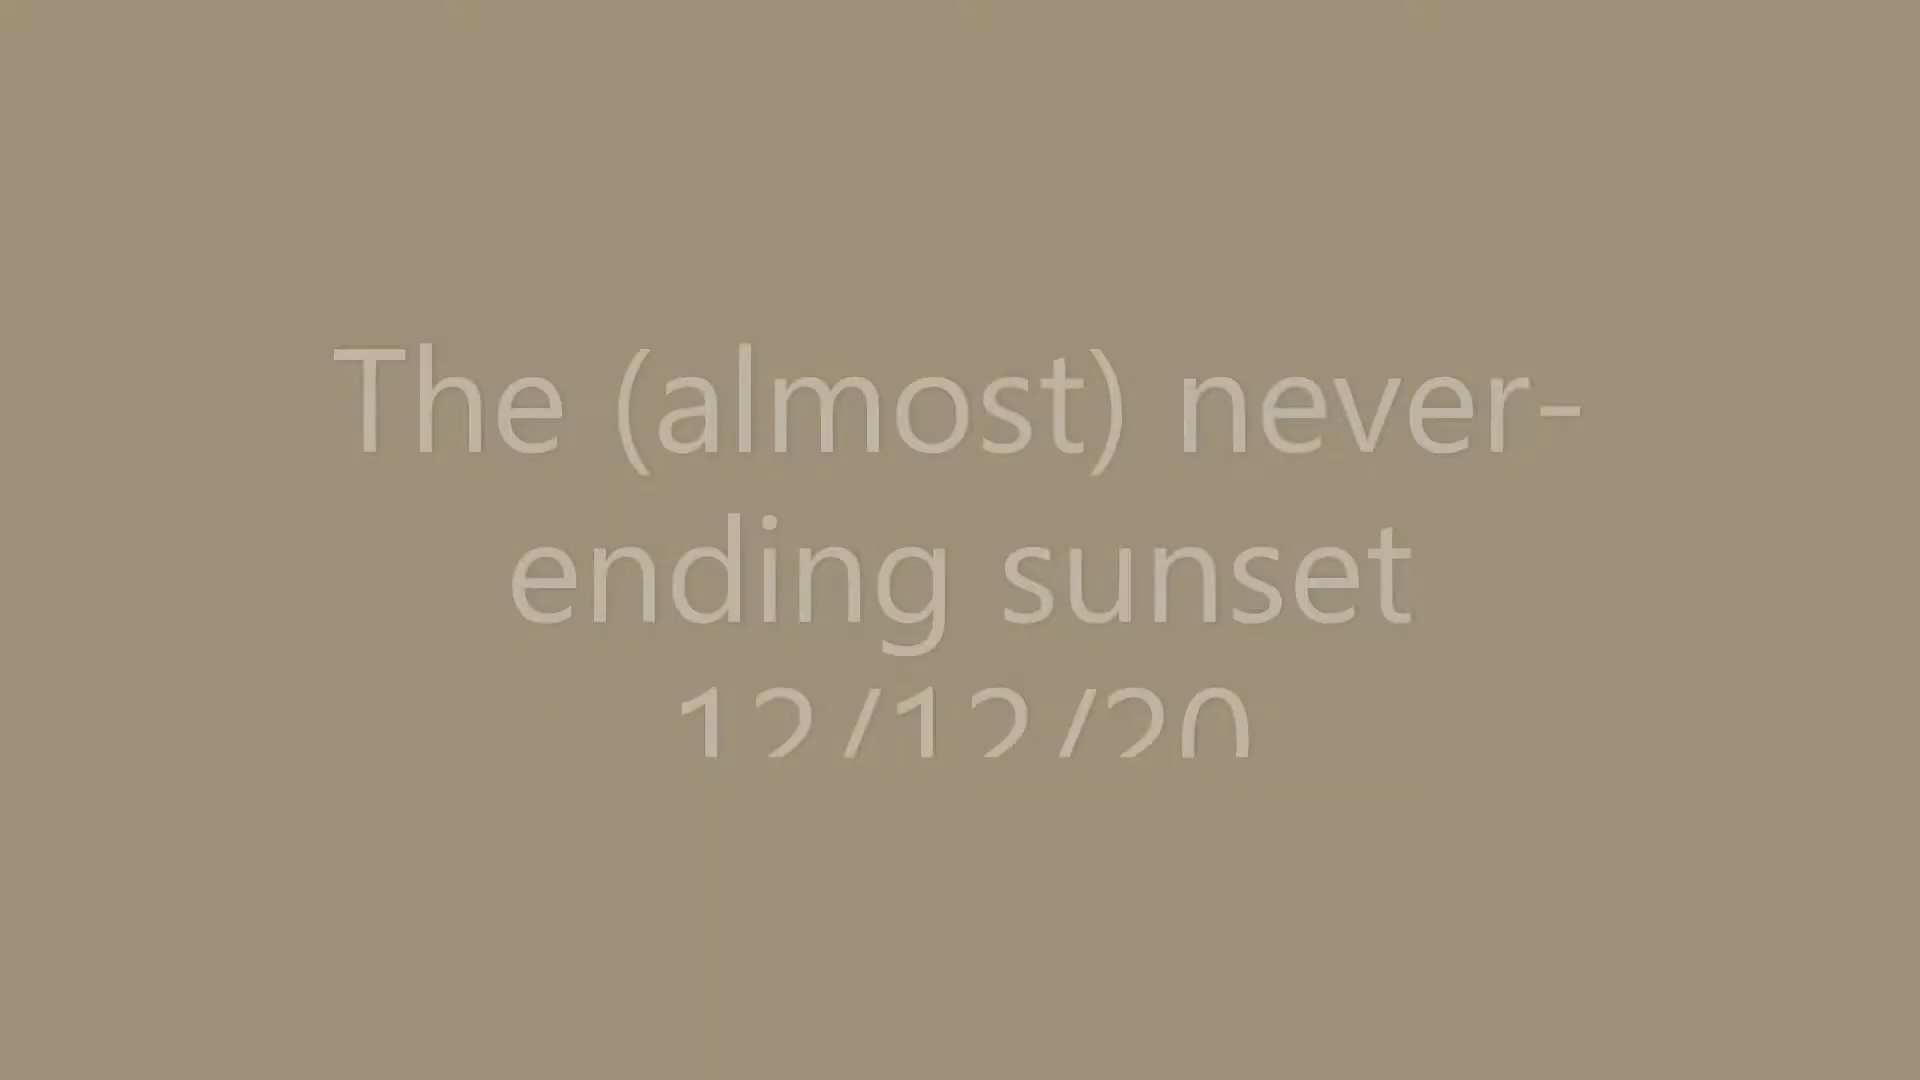 The (almost) never-
ending sunset
12/12/20